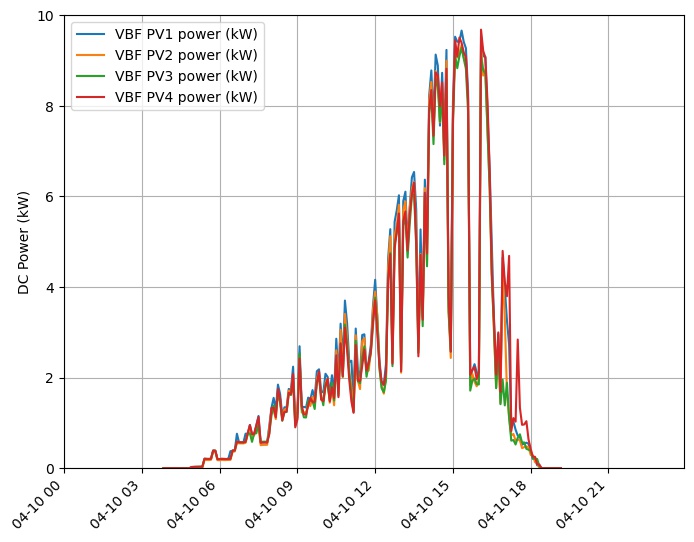 VBF PV1 power (kW)
VBF PV2 power (kW)
VBF PV3 power (kW)
VBF PV4 power (kW)
DC Power (kW)
10
8
6
4
2
0
04-10 00
04-10 03
04-10 06
04-10 09
04-10 12
04-10 15
04-10 18
04-10 21